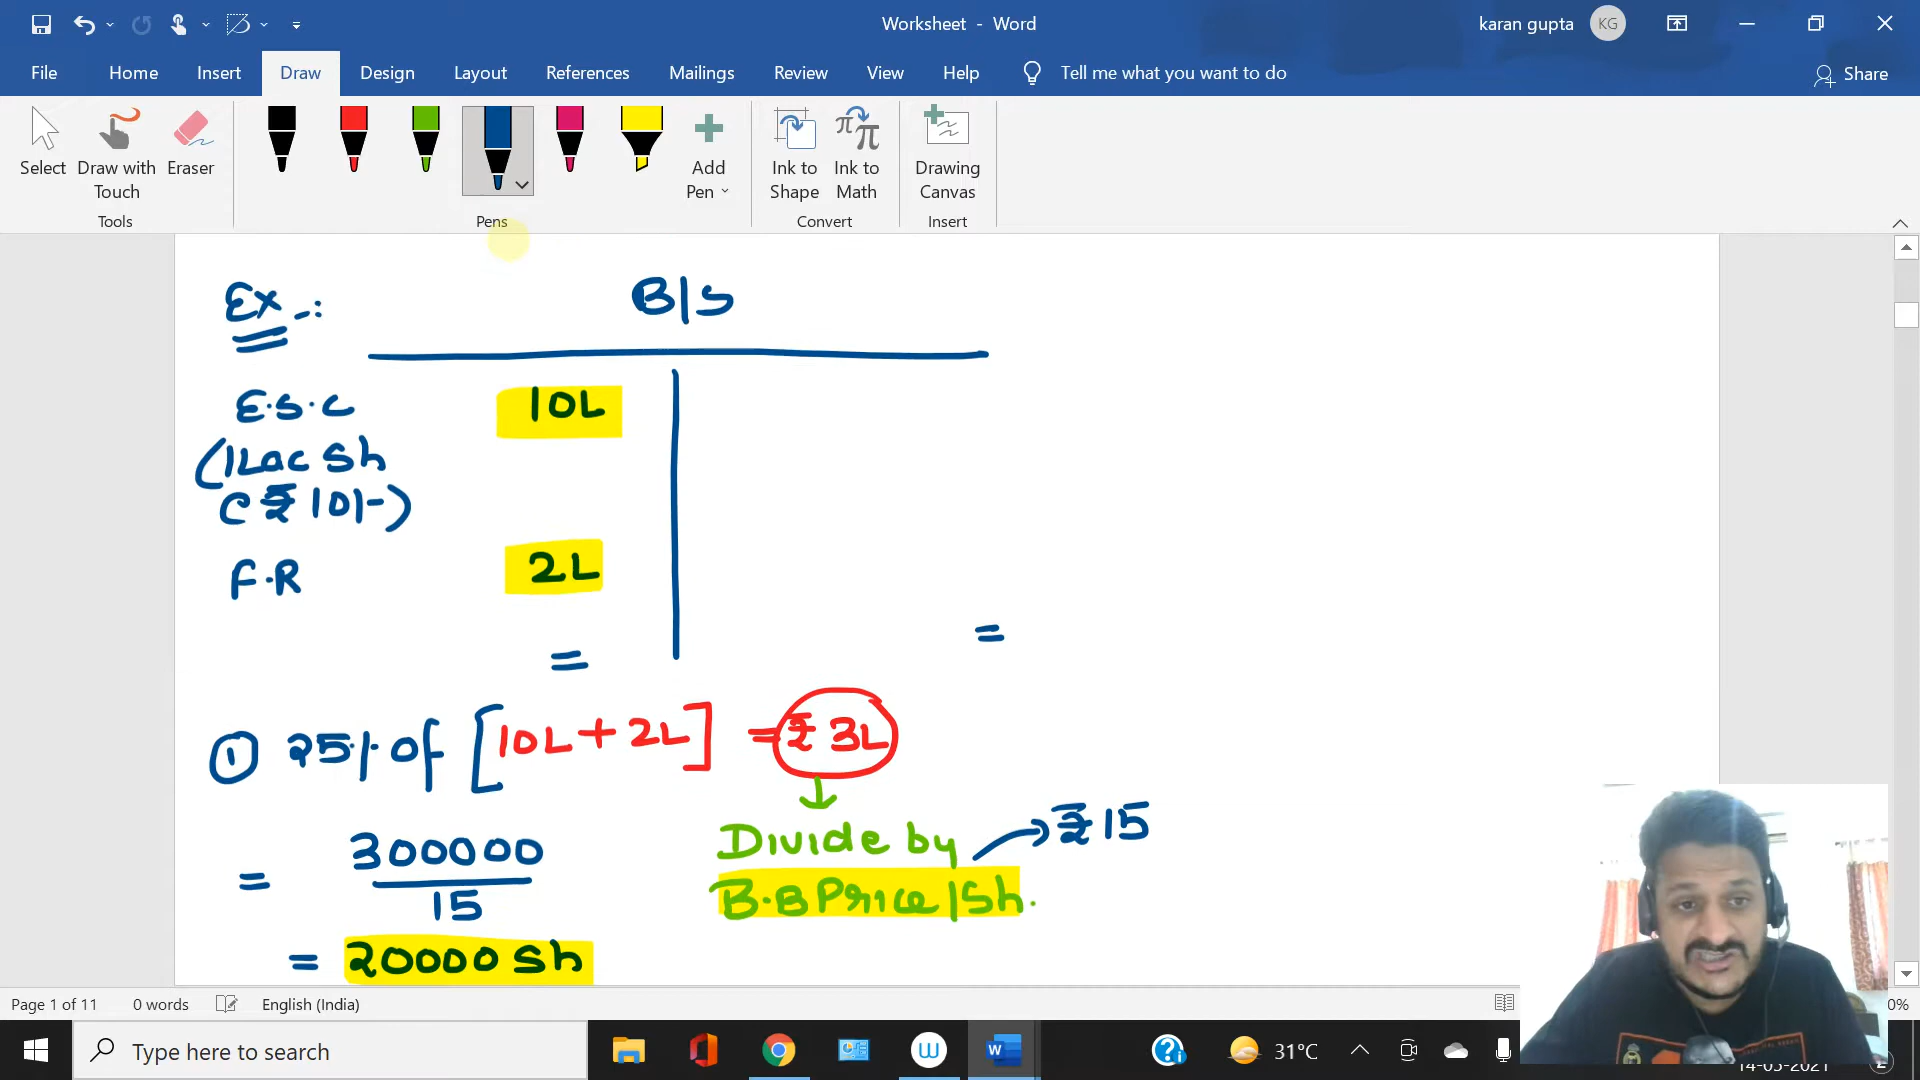 Worksheet - Word
karan gupta
KG
File
Home
Insert
Draw
Design
Layout
References
Mailings
Review
View
Help
Tell me what you want to do
Share
Select
Draw with
Touch
Eraser
Add
Pen
Ink to
Shape
Ink to
Math
Drawing
Canvas
Tools
Pens
Convert
Insert
Ex -:
B|S
E.S.C
10L
(1Lac Sh
@ ₹ 10/-)
F.R
2L
=
=
① 25% of [10L + 2L] = ₹ 3L
Divide by
₹ 15
B.B Price | Sh.
= 300000
15
= 20000 Sh
Page 1 of 11
0 words
English (India)
0%
Type here to search
31°C